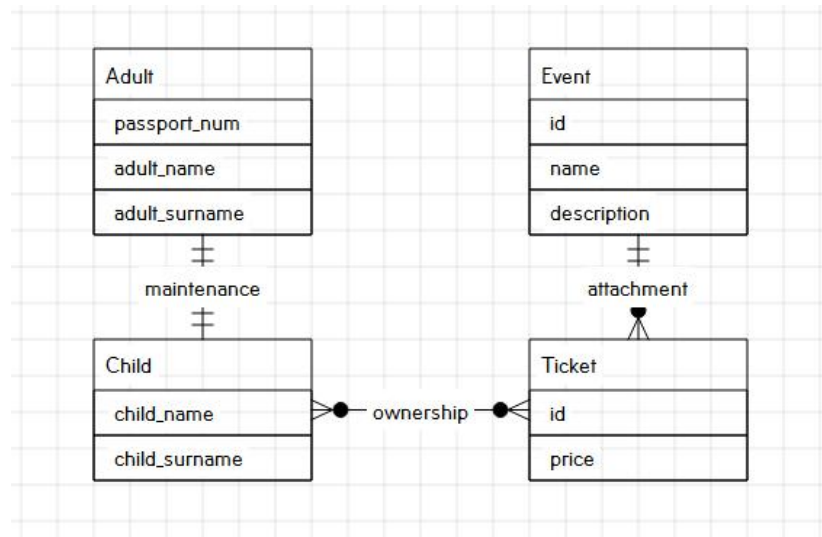 Adult
passport_num
adult_name
adult_surname
maintenance
Child
child_name
child_surname
ownership
Event
id
name
description
attachment
Ticket
id
price